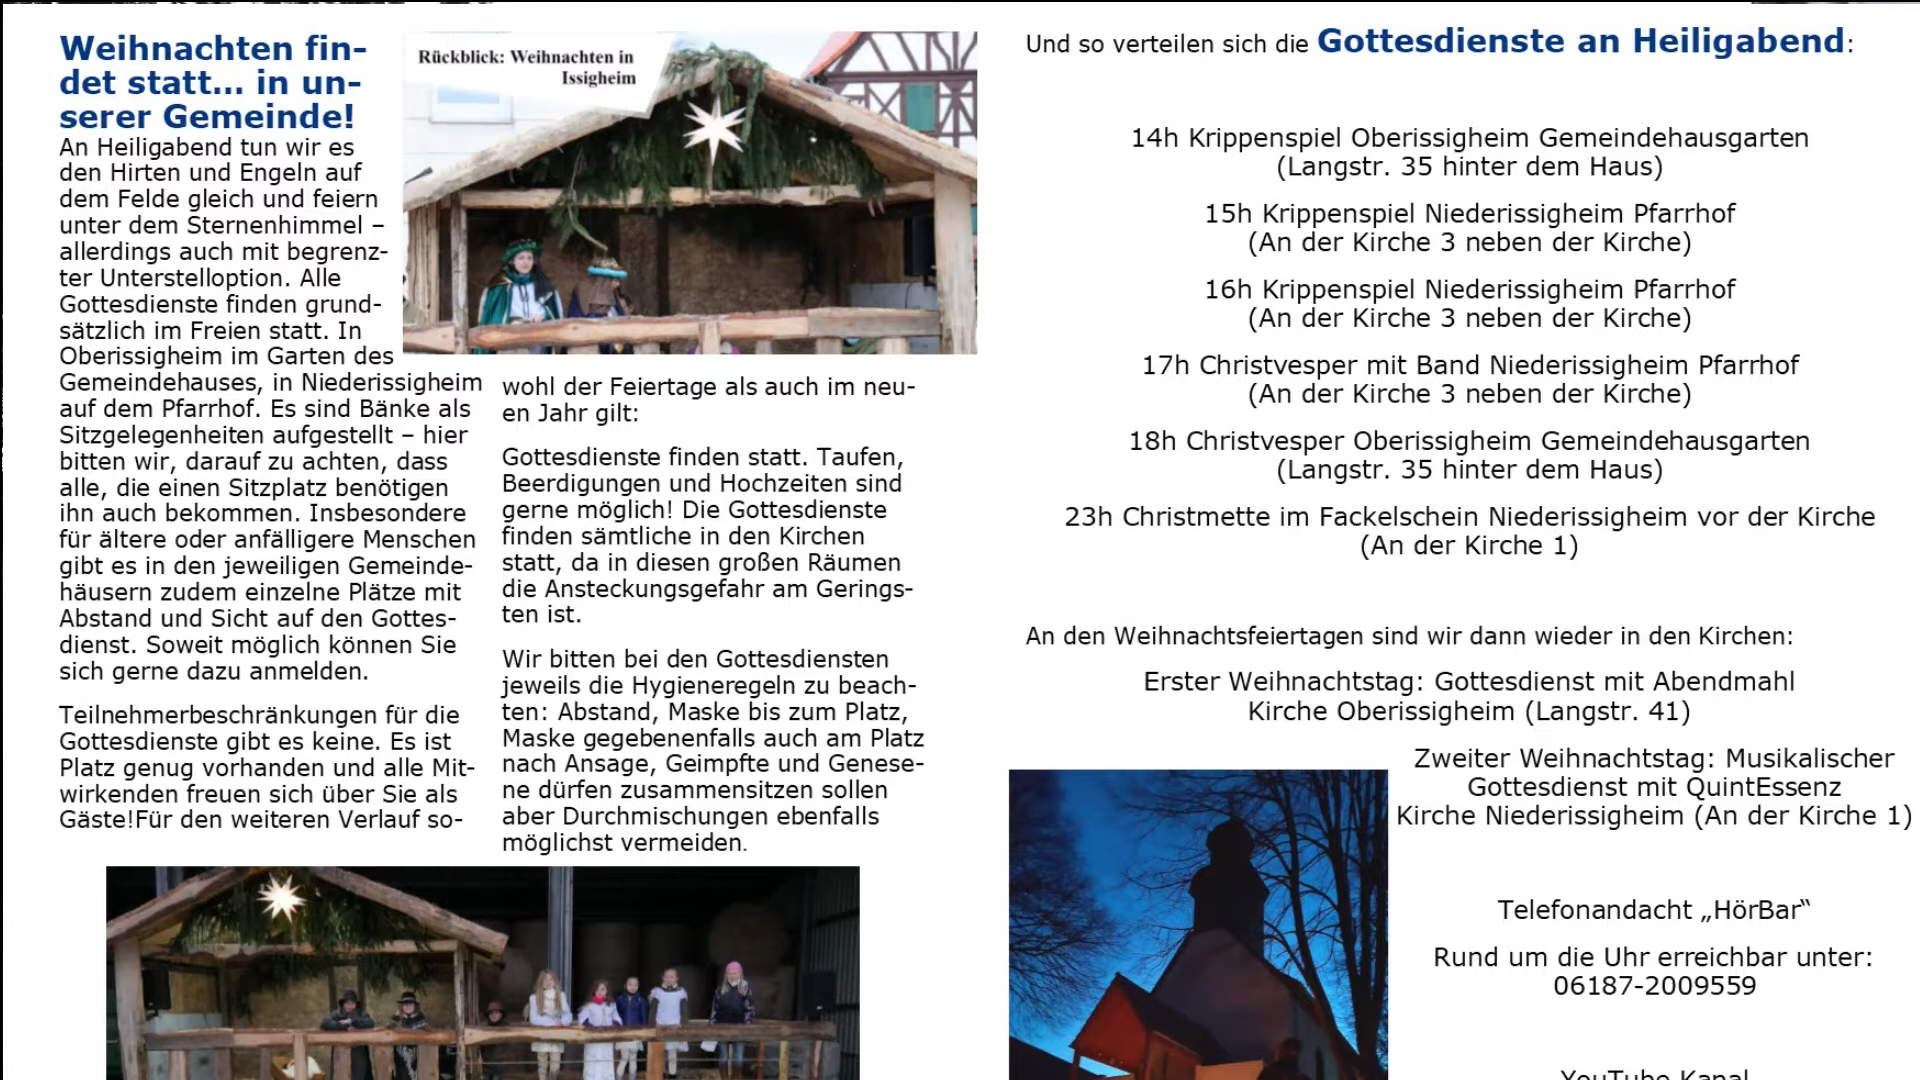 Weihnachten fin-
det statt... in un-
serer Gemeinde!
An Heiligabend tun wir es
den Hirten und Engeln auf
dem Felde gleich und feiern
unter dem Sternenhimmel –
allerdings auch mit begrenz-
ter Unterstelloption. Alle
Gottesdienste finden grund-
sätzlich im Freien statt. In
Oberissigheim im Garten des
Gemeindehauses, in Niederissigheim
auf dem Pfarrhof. Es sind Bänke als
Sitzgelegenheiten aufgestellt – hier
bitten wir, darauf zu achten, dass
alle, die einen Sitzplatz benötigen
ihn auch bekommen. Insbesondere
für ältere oder anfälligere Menschen
gibt es in den jeweiligen Gemeinde-
häusern zudem einzelne Plätze mit
Abstand und Sicht auf den Gottes-
dienst. Soweit möglich können Sie
sich gerne dazu anmelden.
Teilnehmerbeschränkungen für die
Gottesdienste gibt es keine. Es ist
Platz genug vorhanden und alle Mit-
wirkenden freuen sich über Sie als
Gäste!Für den weiteren Verlauf so-
Rückblick: Weihnachten in
Issigheim
wohl der Feiertage als auch im neu-
en Jahr gilt:
Gottesdienste finden statt. Taufen,
Beerdigungen und Hochzeiten sind
gerne möglich! Die Gottesdienste
finden sämtliche in den Kirchen
statt, da in diesen großen Räumen
die Ansteckungsgefahr am Gerings-
ten ist.
Wir bitten bei den Gottesdiensten
jeweils die Hygieneregeln zu beach-
ten: Abstand, Maske bis zum Platz,
Maske gegebenenfalls auch am Platz
nach Ansage, Geimpfte und Genese-
ne dürfen zusammensitzen sollen
aber Durchmischungen ebenfalls
möglichst vermeiden.
Und so verteilen sich die Gottesdienste an Heiligabend:
14h Krippenspiel Oberissigheim Gemeindehausgarten
(Langstr. 35 hinter dem Haus)
15h Krippenspiel Niederissigheim Pfarrhof
(An der Kirche 3 neben der Kirche)
16h Krippenspiel Niederissigheim Pfarrhof
(An der Kirche 3 neben der Kirche)
17h Christvesper mit Band Niederissigheim Pfarrhof
(An der Kirche 3 neben der Kirche)
18h Christvesper Oberissigheim Gemeindehausgarten
(Langstr. 35 hinter dem Haus)
23h Christmette im Fackelschein Niederissigheim vor der Kirche
(An der Kirche 1)
An den Weihnachtsfeiertagen sind wir dann wieder in den Kirchen:
Erster Weihnachtstag: Gottesdienst mit Abendmahl
Kirche Oberissigheim (Langstr. 41)
Zweiter Weihnachtstag: Musikalischer
Gottesdienst mit QuintEssenz
Kirche Niederissigheim (An der Kirche 1)
Telefonandacht „HörBar“
Rund um die Uhr erreichbar unter:
06187-2009559
YouTube Kanal